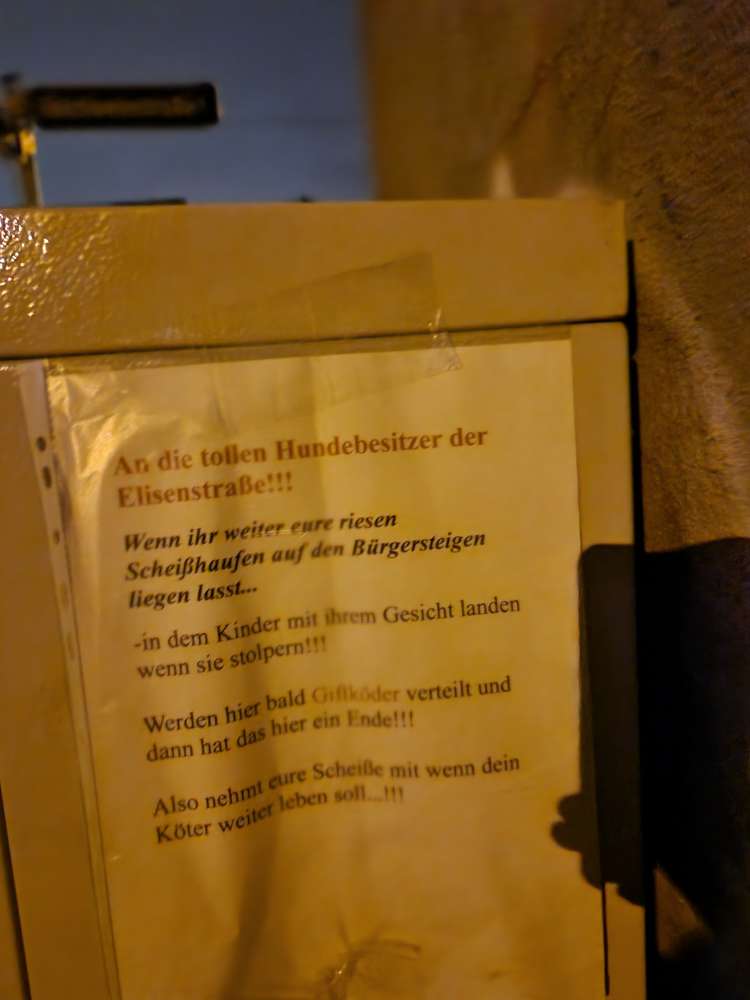 An die tollen Hundebesitzer der
Elisenstraße!!!
Wenn ihr weiter eure riesen
Scheißhaufen auf den Bürgersteigen
liegen lasst...
-in dem Kinder mit ihrem Gesicht landen
wenn sie stolpern!!!
Werden hier bald Giftköder verteilt und
dann hat das hier ein Ende!!!
Also nehmt eure Scheiße mit wenn dein
Köter weiter leben soll...!!!